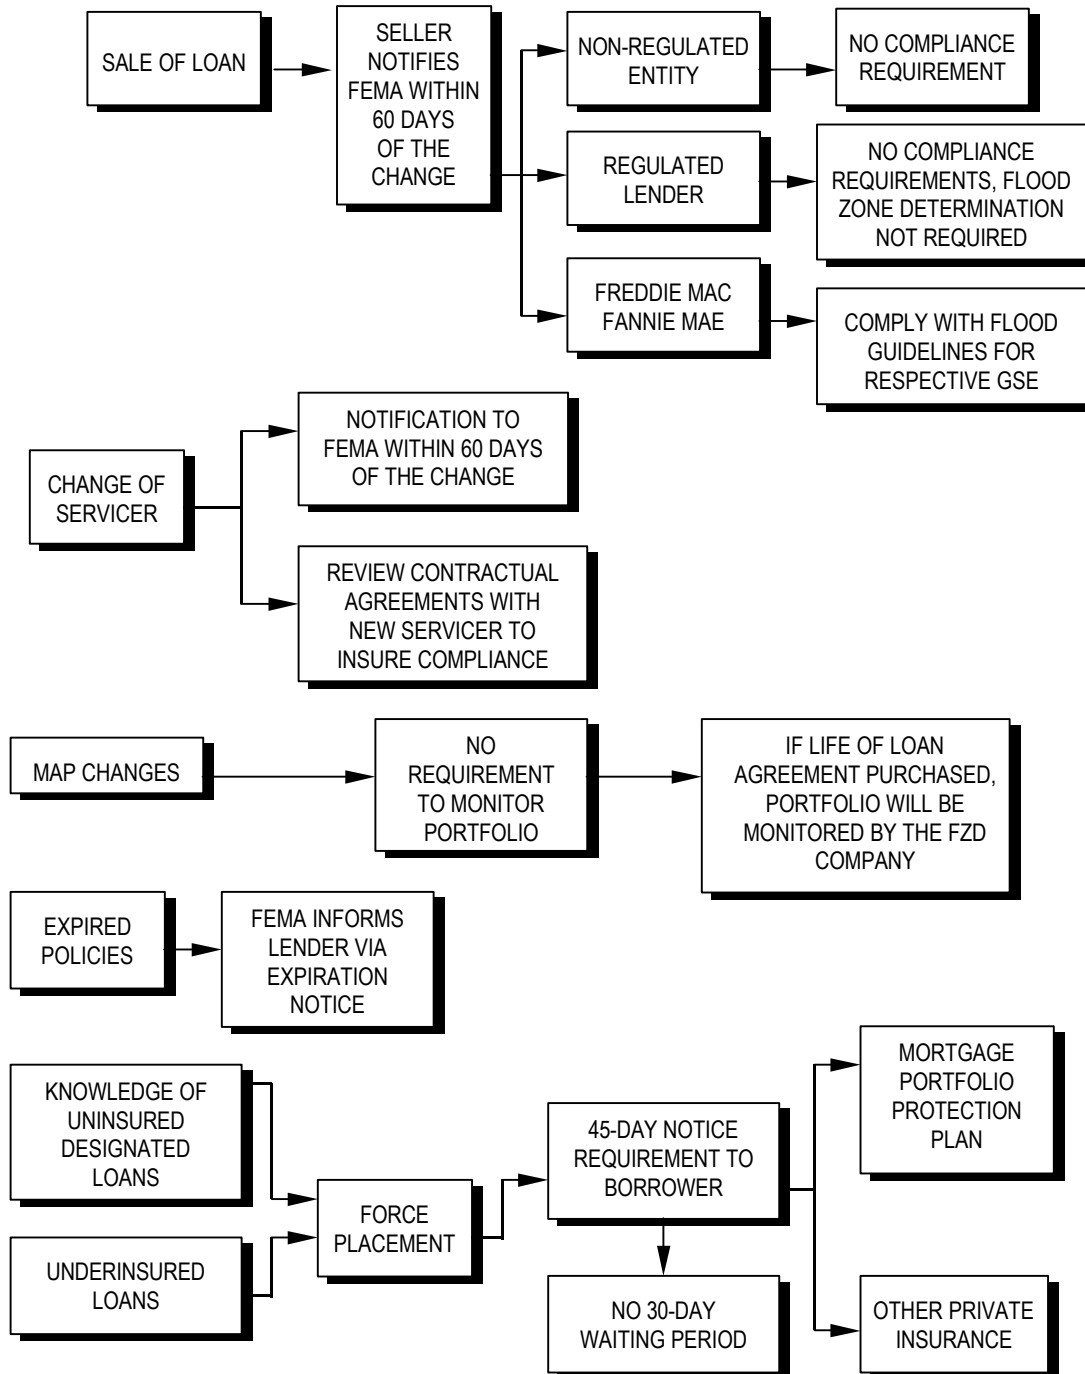 SALE OF LOAN
SELLER
NOTIFIES
FEMA WITHIN
60 DAYS
OF THE
CHANGE
NON-REGULATED
ENTITY
NO COMPLIANCE
REQUIREMENT
REGULATED
LENDER
NO COMPLIANCE
REQUIREMENTS, FLOOD
ZONE DETERMINATION
NOT REQUIRED
FREDDIE MAC
FANNIE MAE
COMPLY WITH FLOOD
GUIDELINES FOR
RESPECTIVE GSE
CHANGE OF
SERVICER
NOTIFICATION TO
FEMA WITHIN 60 DAYS
OF THE CHANGE
REVIEW CONTRACTUAL
AGREEMENTS WITH
NEW SERVICER TO
INSURE COMPLIANCE
MAP CHANGES
NO
REQUIREMENT
TO MONITOR
PORTFOLIO
IF LIFE OF LOAN
AGREEMENT PURCHASED,
PORTFOLIO WILL BE
MONITORED BY THE FZD
COMPANY
EXPIRED
POLICIES
FEMA INFORMS
LENDER VIA
EXPIRATION
NOTICE
KNOWLEDGE OF
UNINSURED
DESIGNATED
LOANS
UNDERINSURED
LOANS
FORCE
PLACEMENT
45-DAY NOTICE
REQUIREMENT TO
BORROWER
NO 30-DAY
WAITING PERIOD
MORTGAGE
PORTFOLIO
PROTECTION
PLAN
OTHER PRIVATE
INSURANCE